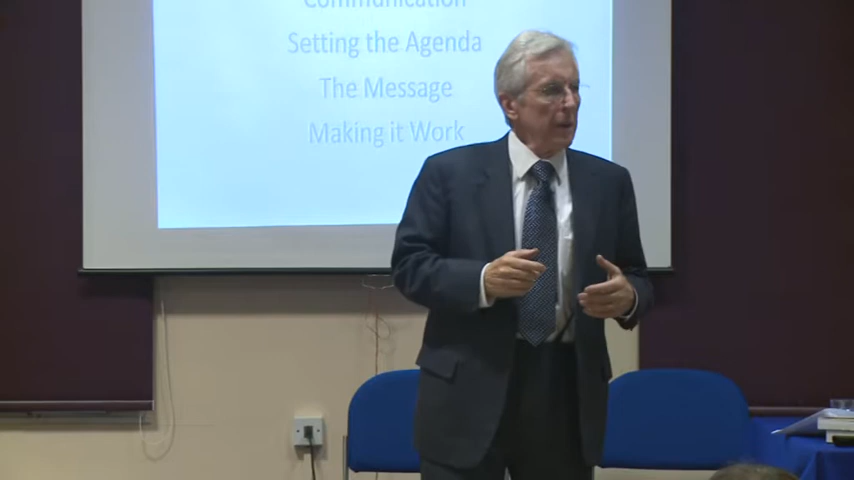 Communication
Setting the Agenda
The Message
Making it Work